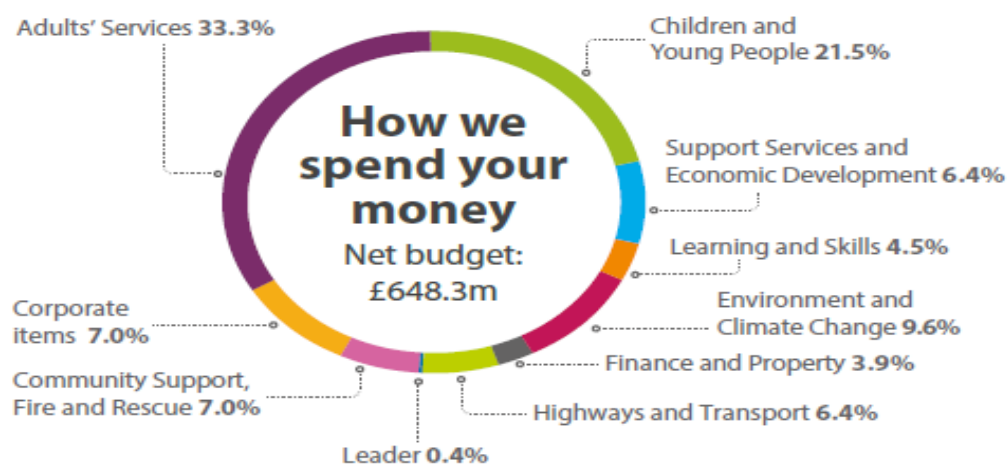 How we
spend your
money
Net budget:
£648.3m
Adults’ Services 33.3%
Children and
Young People 21.5%
Support Services and
Economic Development 6.4%
Learning and Skills 4.5%
Environment and
Climate Change 9.6%
Finance and Property 3.9%
Highways and Transport 6.4%
Leader 0.4%
Community Support,
Fire and Rescue 7.0%
Corporate
items 7.0%